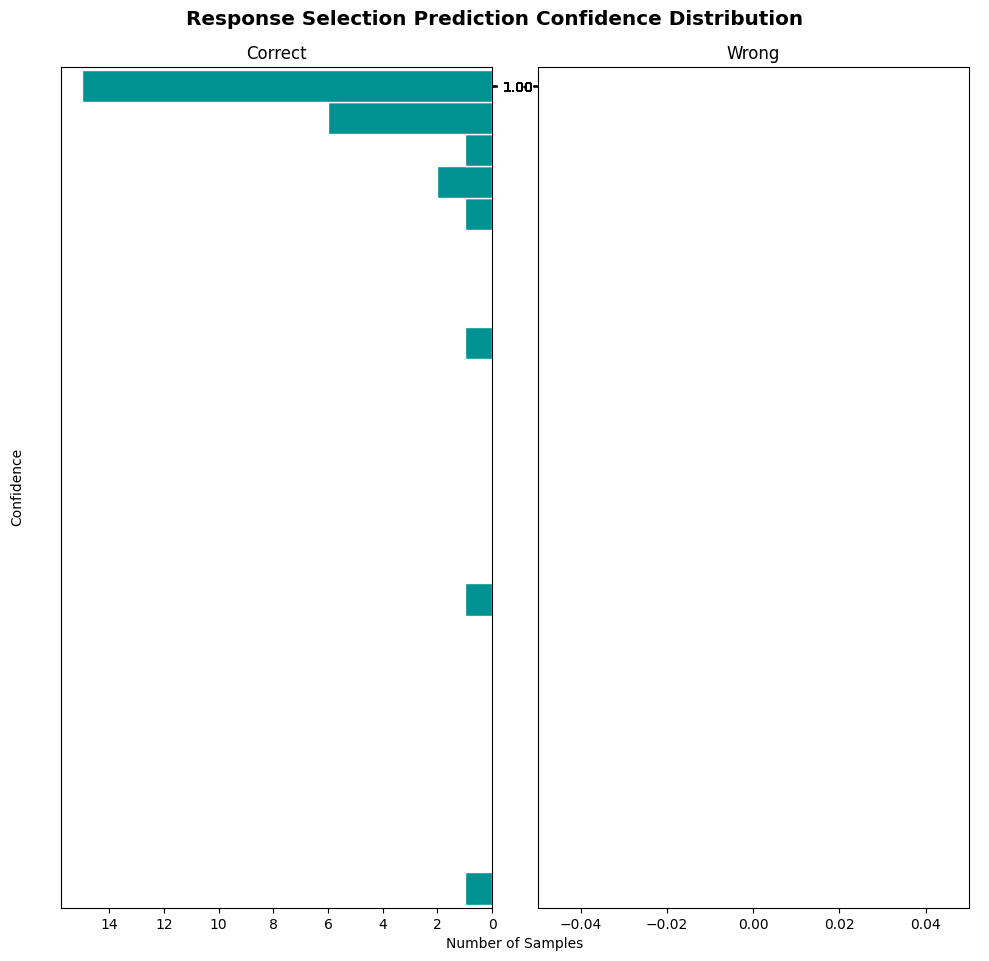 Response Selection Prediction Confidence Distribution
Correct
Wrong
1.00
Confidence
14 12 10 8 6 4 2 0
−0.04 −0.02 0.00 0.02 0.04
Number of Samples